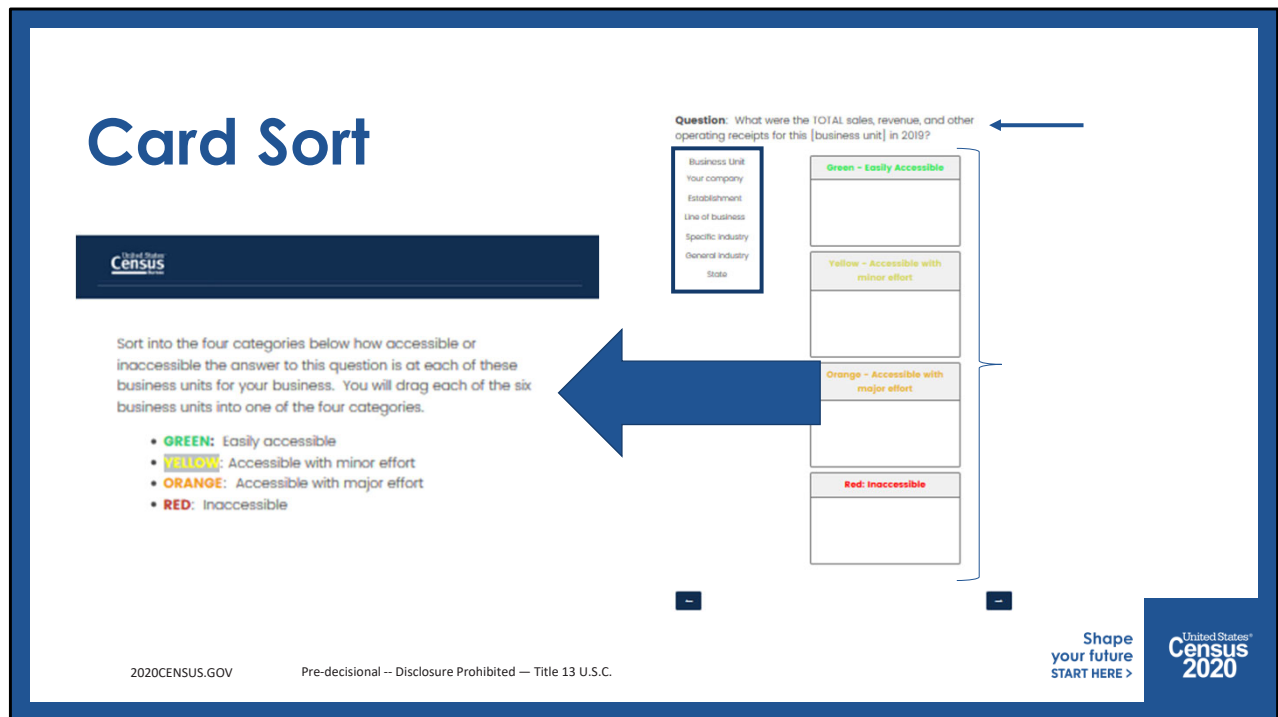 Card Sort
United States
Census
Bureau
Sort into the four categories below how accessible or
inaccessible the answer to this question is at each of these
business units for your business.  You will drag each of the six
business units into one of the four categories.
• GREEN:  Easily accessible
• YELLOW: Accessible with minor effort
• ORANGE:  Accessible with major effort
• RED:  Inaccessible
Question:  What were the TOTAL sales, revenue, and other
operating receipts for this [business unit] in 2019?
Business Unit
Your company
Establishment
Line of business
Specific industry
General industry
State
Green - Easily Accessible
Yellow - Accessible with
minor effort
Orange - Accessible with
major effort
Red: Inaccessible
2020CENSUS.GOV
Pre-decisional -- Disclosure Prohibited — Title 13 U.S.C.
Shape
your future
START HERE >
United States®
Census
2020